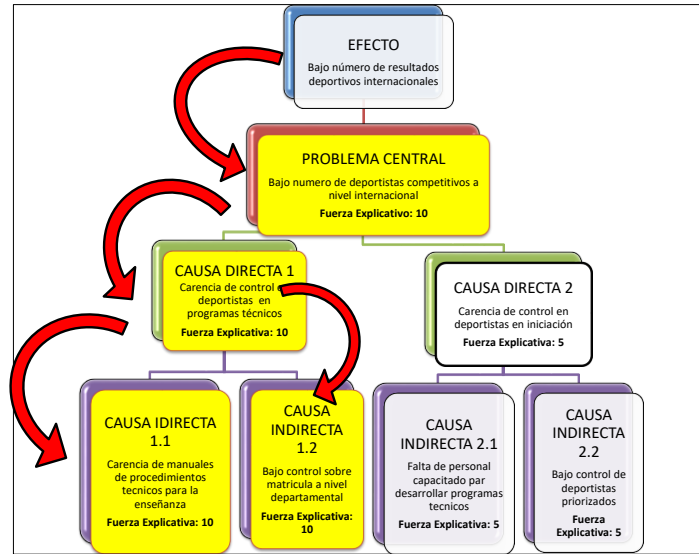 EFECTO
Bajo número de resultados
deportivos internacionales
PROBLEMA CENTRAL
Bajo numero de deportistas competitivos a
nivel internacional
Fuerza Explicativo: 10
CAUSA DIRECTA 1
Carencia de control
deportistas en
programas técnicos
Fuerza Explicativa: 10
CAUSA DIRECTA 2
Carencia de control en
deportistas en iniciación
Fuerza Explicativa: 5
CAUSA IDIRECTA
1.1
Carencia de manuales
de procedimientos
tecnicos para la
enseñanza
Fuerza Explicativa: 10
CAUSA
INDIRECTA
1.2
Bajo control sobre
matricula a nivel
departamental
Fuerza Explicativa:
10
CAUSA
INDIRECTA 2.1
Falta de personal
capacitado par
desarrollar programas
tecnicos
Fuerza Explicativa: 5
CAUSA
INDIRECTA
2.2
Bajo control de
deportistas
priorizados
Fuerza
Explicativa: 5